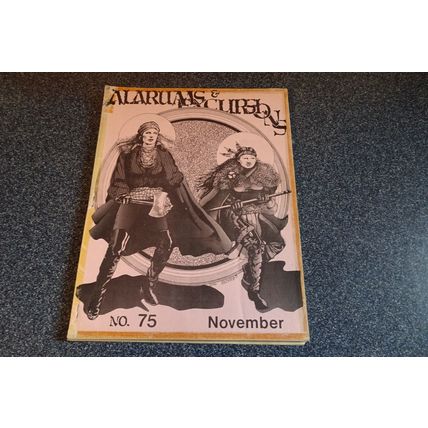 ALARUMS &
EXCURSIONS
NO. 75 November